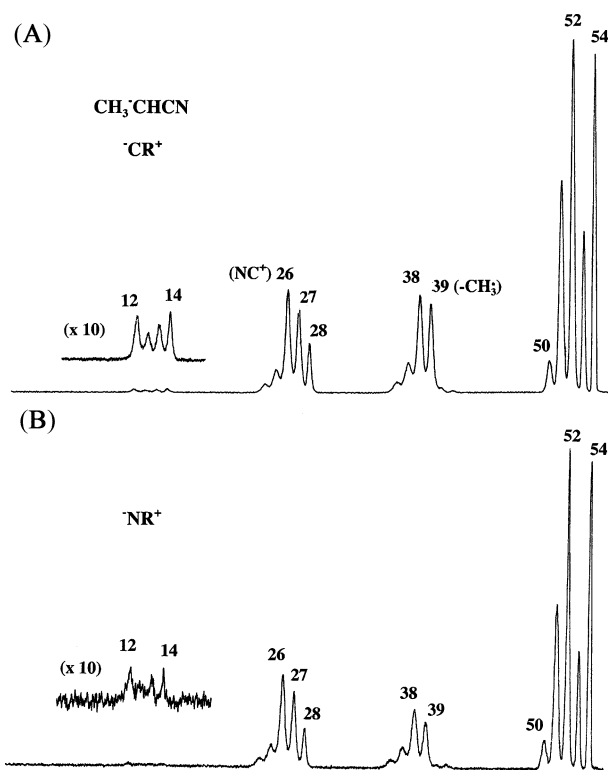 (A)
52
54
CH₃⁻CHCN
⁻CR⁺
(NC⁺) 26
27
28
38
39 (-CH₃•)
12
14
(x 10)
50
(B)
52
54
⁻NR⁺
12
14
(x 10)
26
27
28
38
39
50